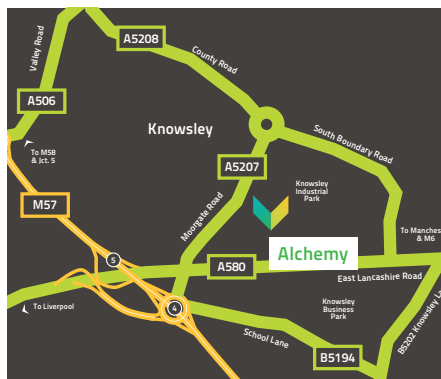 A5208
Valley Road
County Road
A506
Knowsley
To M58
& Jct. 5
South Boundary Road
A5207
Knowsley
Industrial
Park
M57
Moorgate Road
To Manches
& M6
Alchemy
5
A580
East Lancashire Road
To Liverpool
4
Knowsley
Business
Park
School Lane
B5202 Knowsley La
B5194